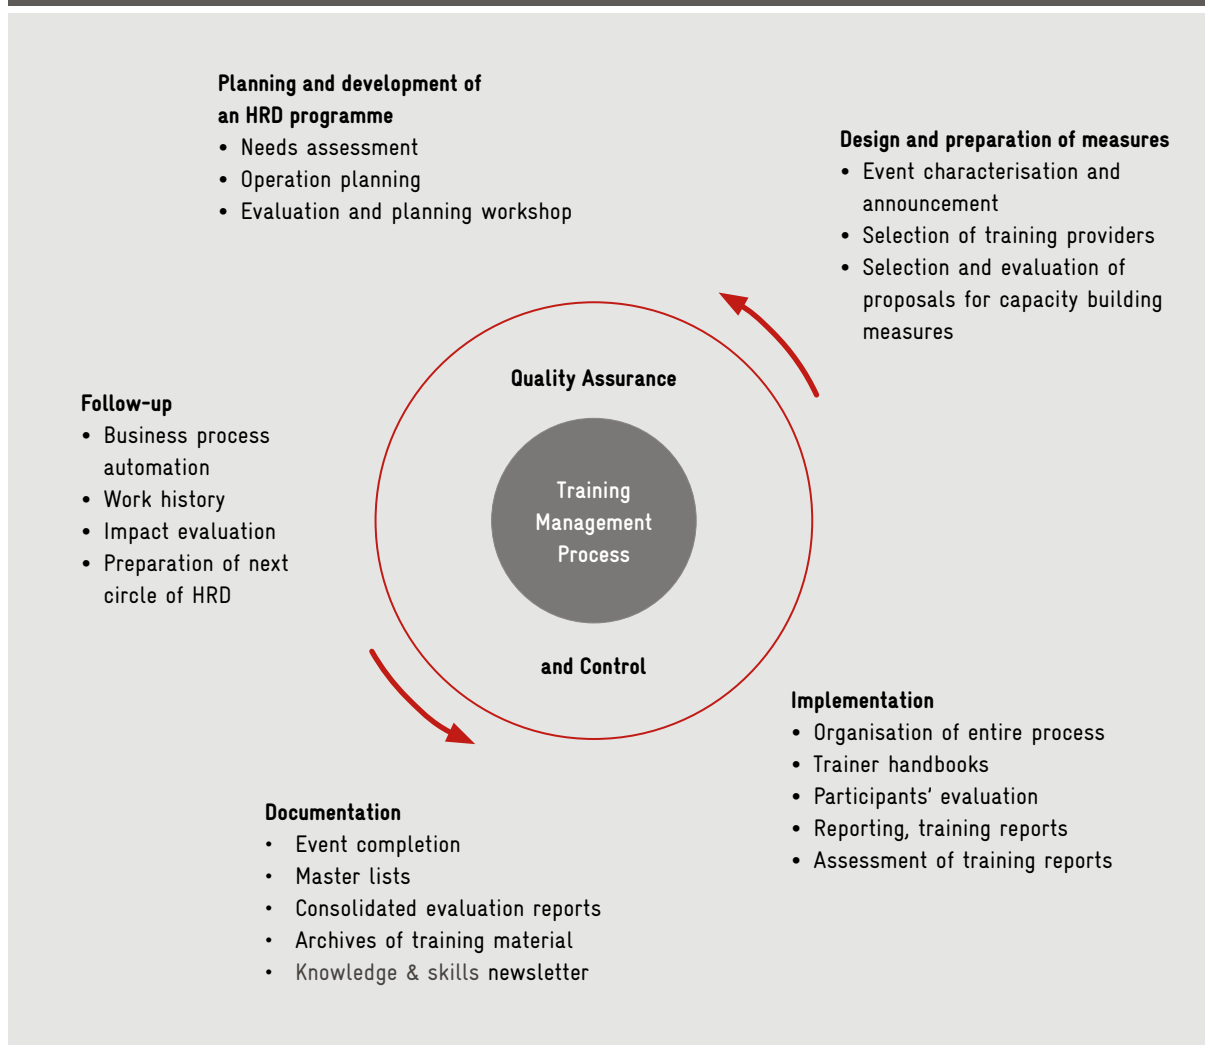 Planning and development of
an HRD programme
• Needs assessment
• Operation planning
• Evaluation and planning workshop
Design and preparation of measures
• Event characterisation and
announcement
• Selection of training providers
• Selection and evaluation of
proposals for capacity building
measures
Quality Assurance
Training
Management
Process
and Control
Follow-up
• Business process
automation
• Work history
• Impact evaluation
• Preparation of next
circle of HRD
Implementation
• Organisation of entire process
• Trainer handbooks
• Participants' evaluation
• Reporting, training reports
• Assessment of training reports
Documentation
• Event completion
• Master lists
• Consolidated evaluation reports
• Archives of training material
• Knowledge & skills newsletter